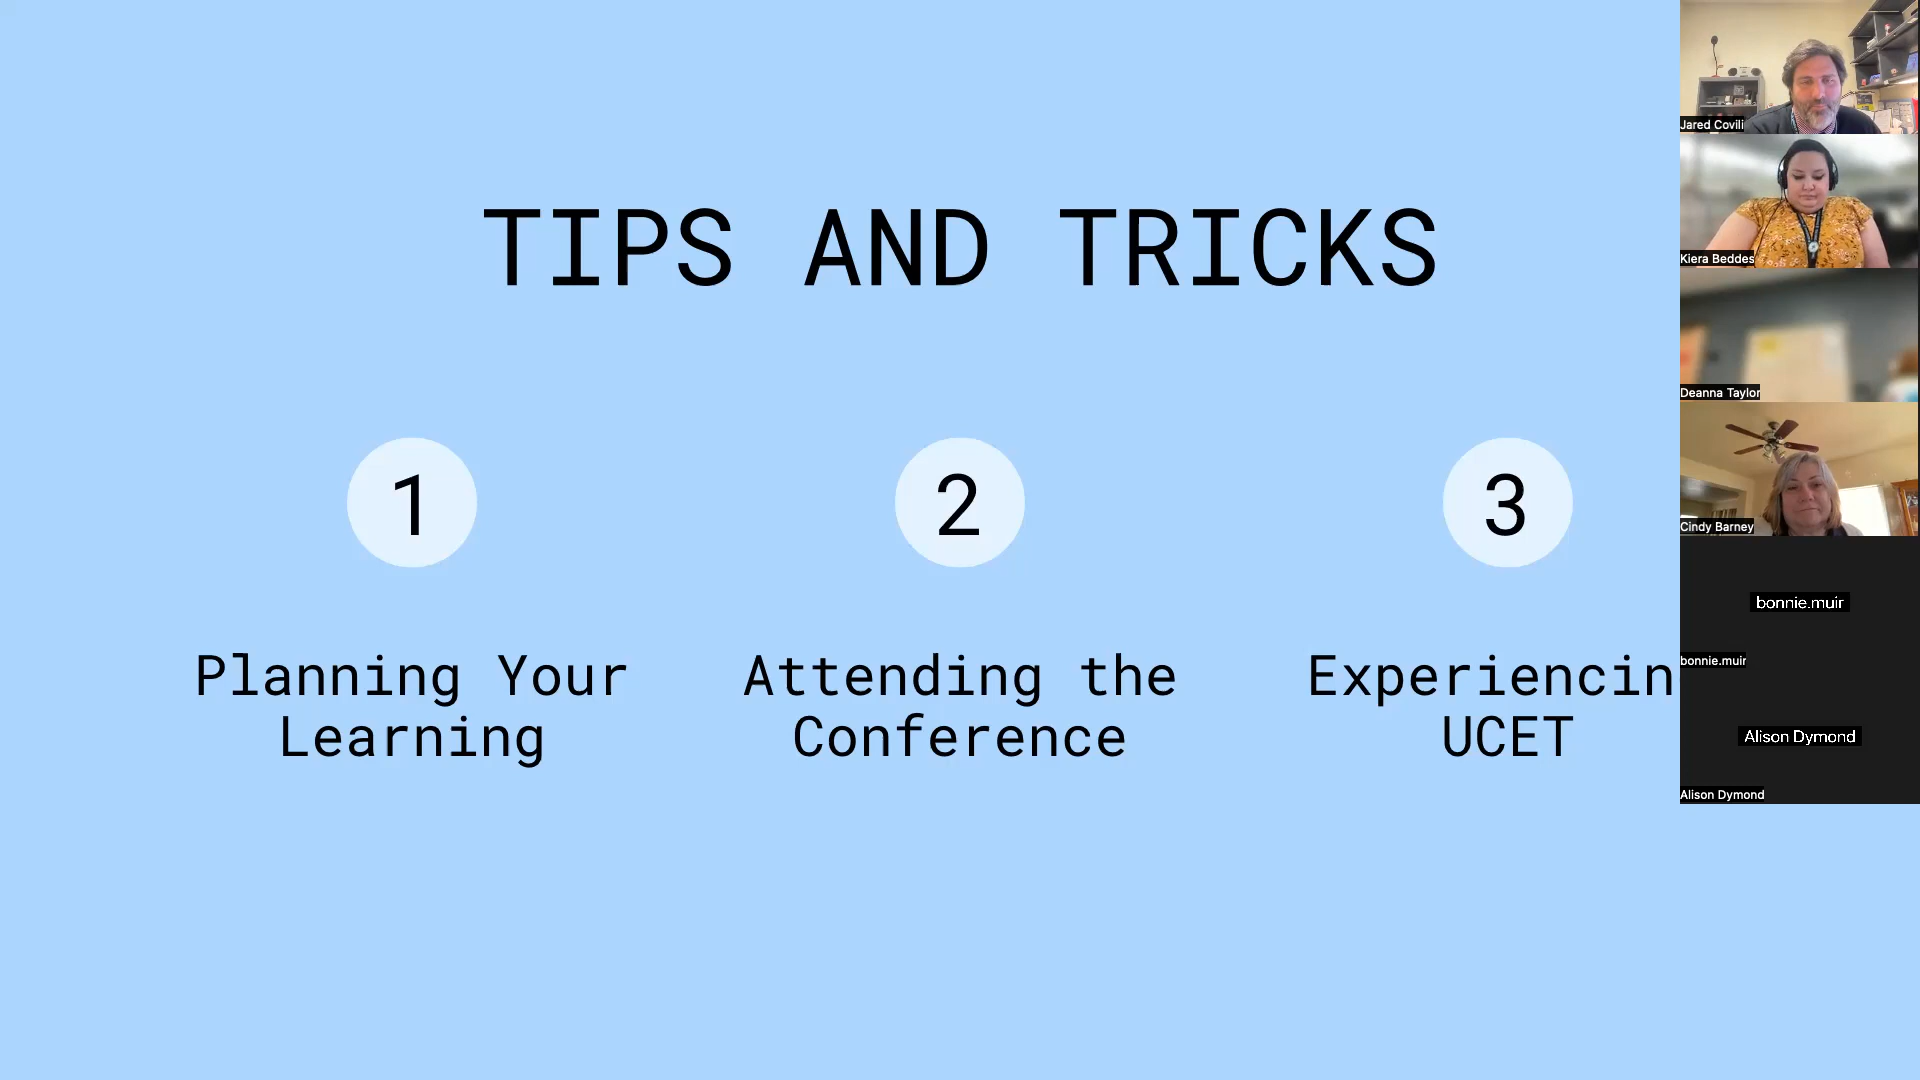 TIPS AND TRICKS
1
Planning Your
Learning
2
Attending the
Conference
3
Experiencin
UCET
Jared Covili
Kiera Beddes
Deanna Taylor
Cindy Barney
bonnie.muir
bonnie.muir
Alison Dymond
Alison Dymond